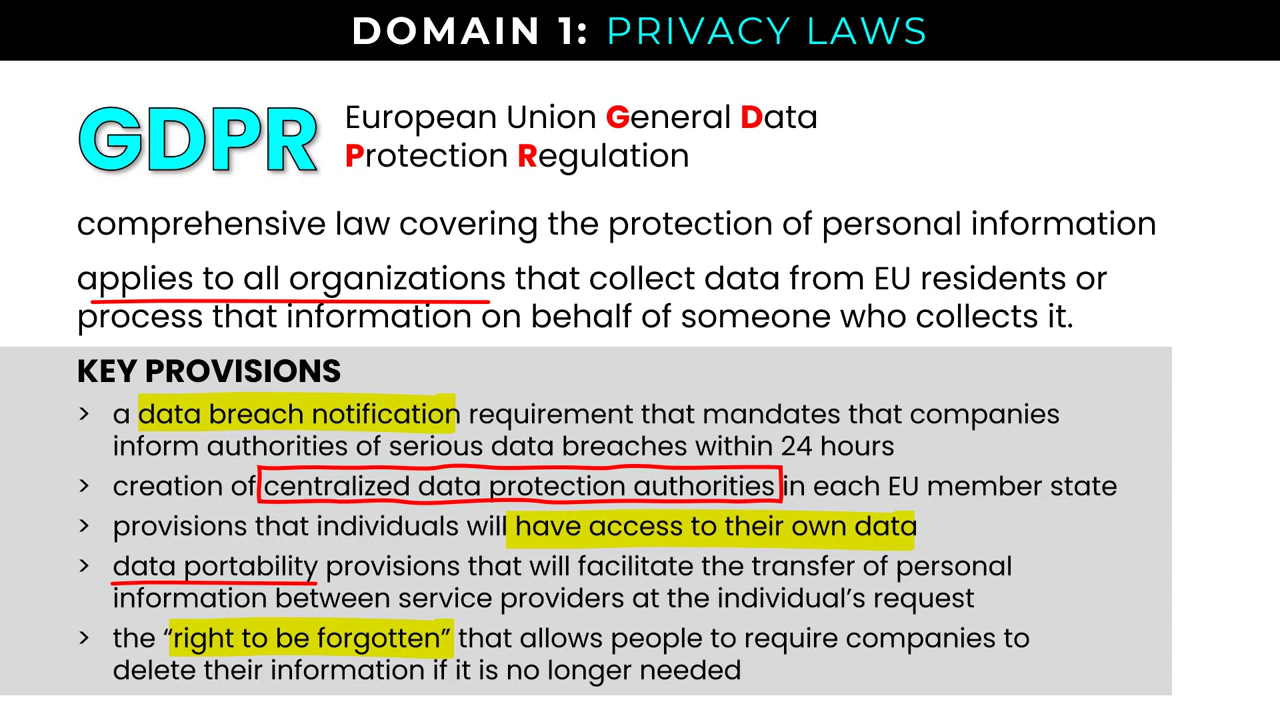 DOMAIN 1: PRIVACY LAWS
GDPR
European Union General Data
Protection Regulation
comprehensive law covering the protection of personal information
applies to all organizations that collect data from EU residents or
process that information on behalf of someone who collects it.
KEY PROVISIONS
> a data breach notification requirement that mandates that companies
inform authorities of serious data breaches within 24 hours
> creation of centralized data protection authorities in each EU member state
> provisions that individuals will have access to their own data
> data portability provisions that will facilitate the transfer of personal
information between service providers at the individual’s request
> the “right to be forgotten” that allows people to require companies to
delete their information if it is no longer needed